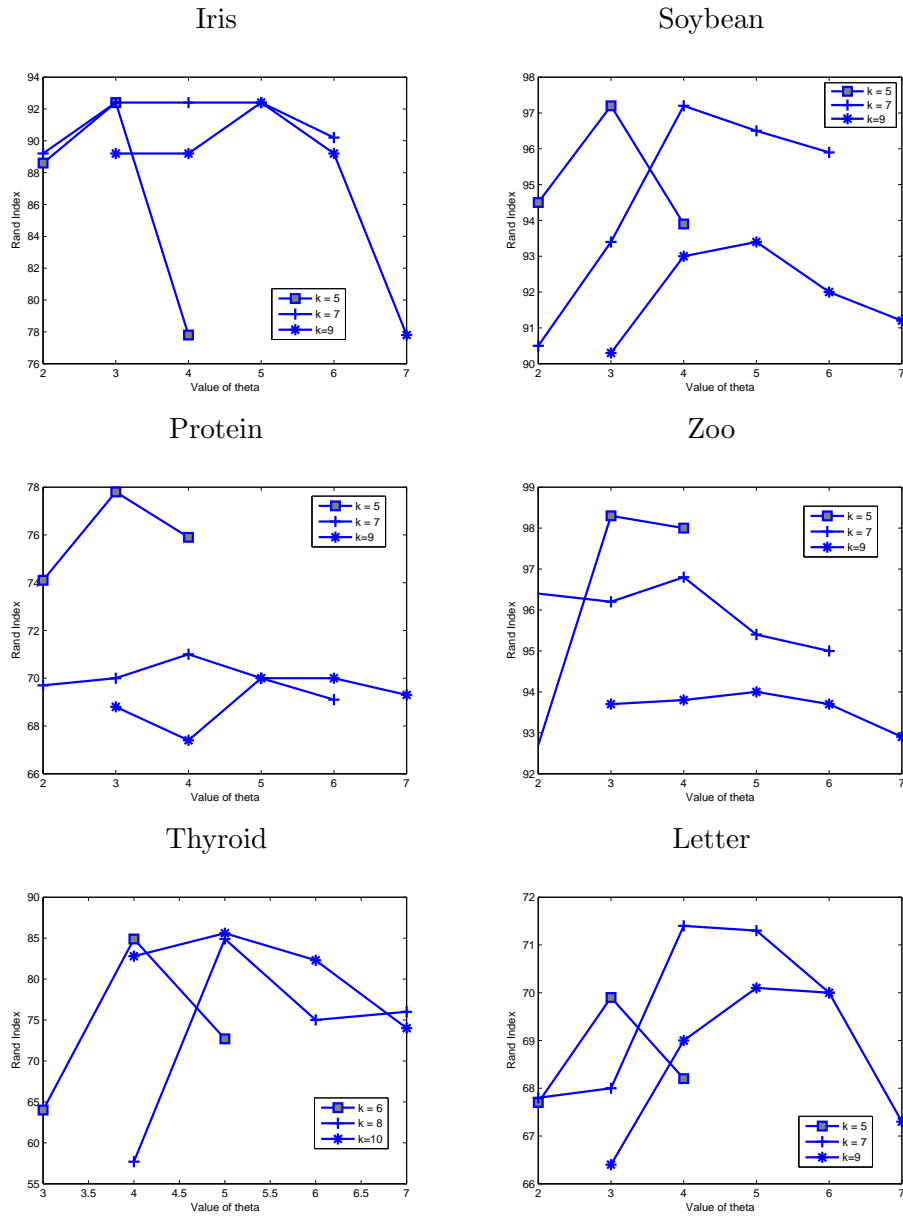 Iris
94
92
90
88
86
84
82
80
78
76
2 3 4 5 6 7
Rand Index
Value of theta
k = 5
k = 7
k=9
Soybean
98
97
96
95
94
93
92
91
90
2 3 4 5 6 7
Rand Index
Value of theta
k = 5
k = 7
k=9
Protein
78
76
74
72
70
68
66
2 3 4 5 6 7
Rand Index
Value of theta
k = 5
k = 7
k=9
Zoo
99
98
96
96
95
94
93
92
2 3 4 5 6 7
Rand Index
Value of theta
k = 5
k = 7
k=9
Thyroid
90
85
80
75
70
65
60
55
3 3.5 4 4.5 5 5.5 6 6.5 7
Rand Index
Value of theta
k = 6
k = 8
k=10
Letter
72
71
70
69
68
67
66
2 3 4 5 6 7
Rand Index
Value of theta
k = 5
k = 7
k=9